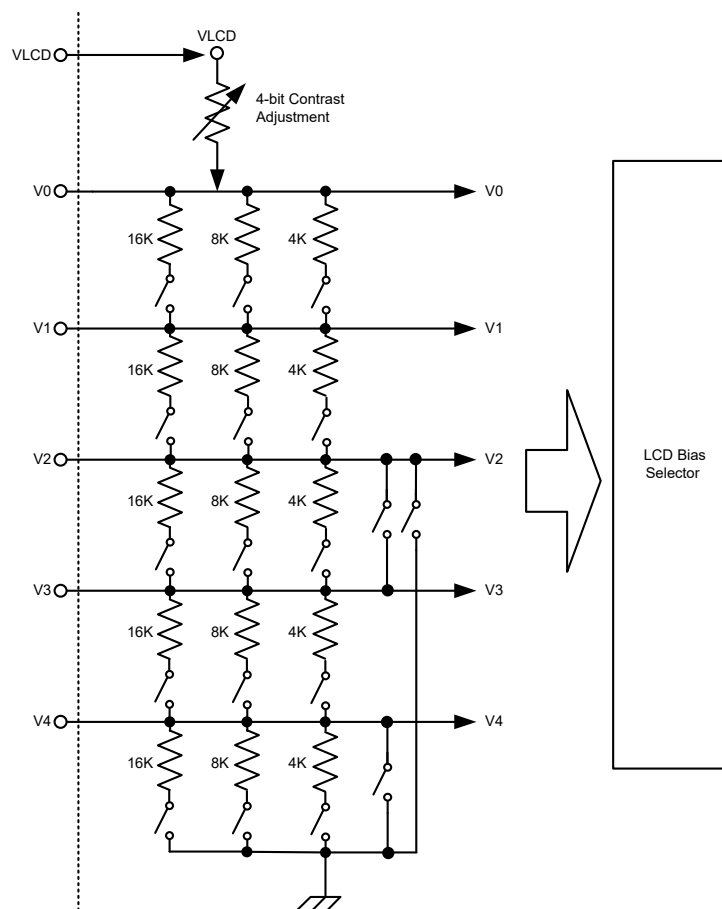 VLCD
VLCD
4-bit Contrast
Adjustment
V0
V0
16K
8K
4K
V1
V1
16K
8K
4K
V2
V2
16K
8K
4K
LCD Bias
Selector
V3
V3
16K
8K
4K
V4
V4
16K
8K
4K